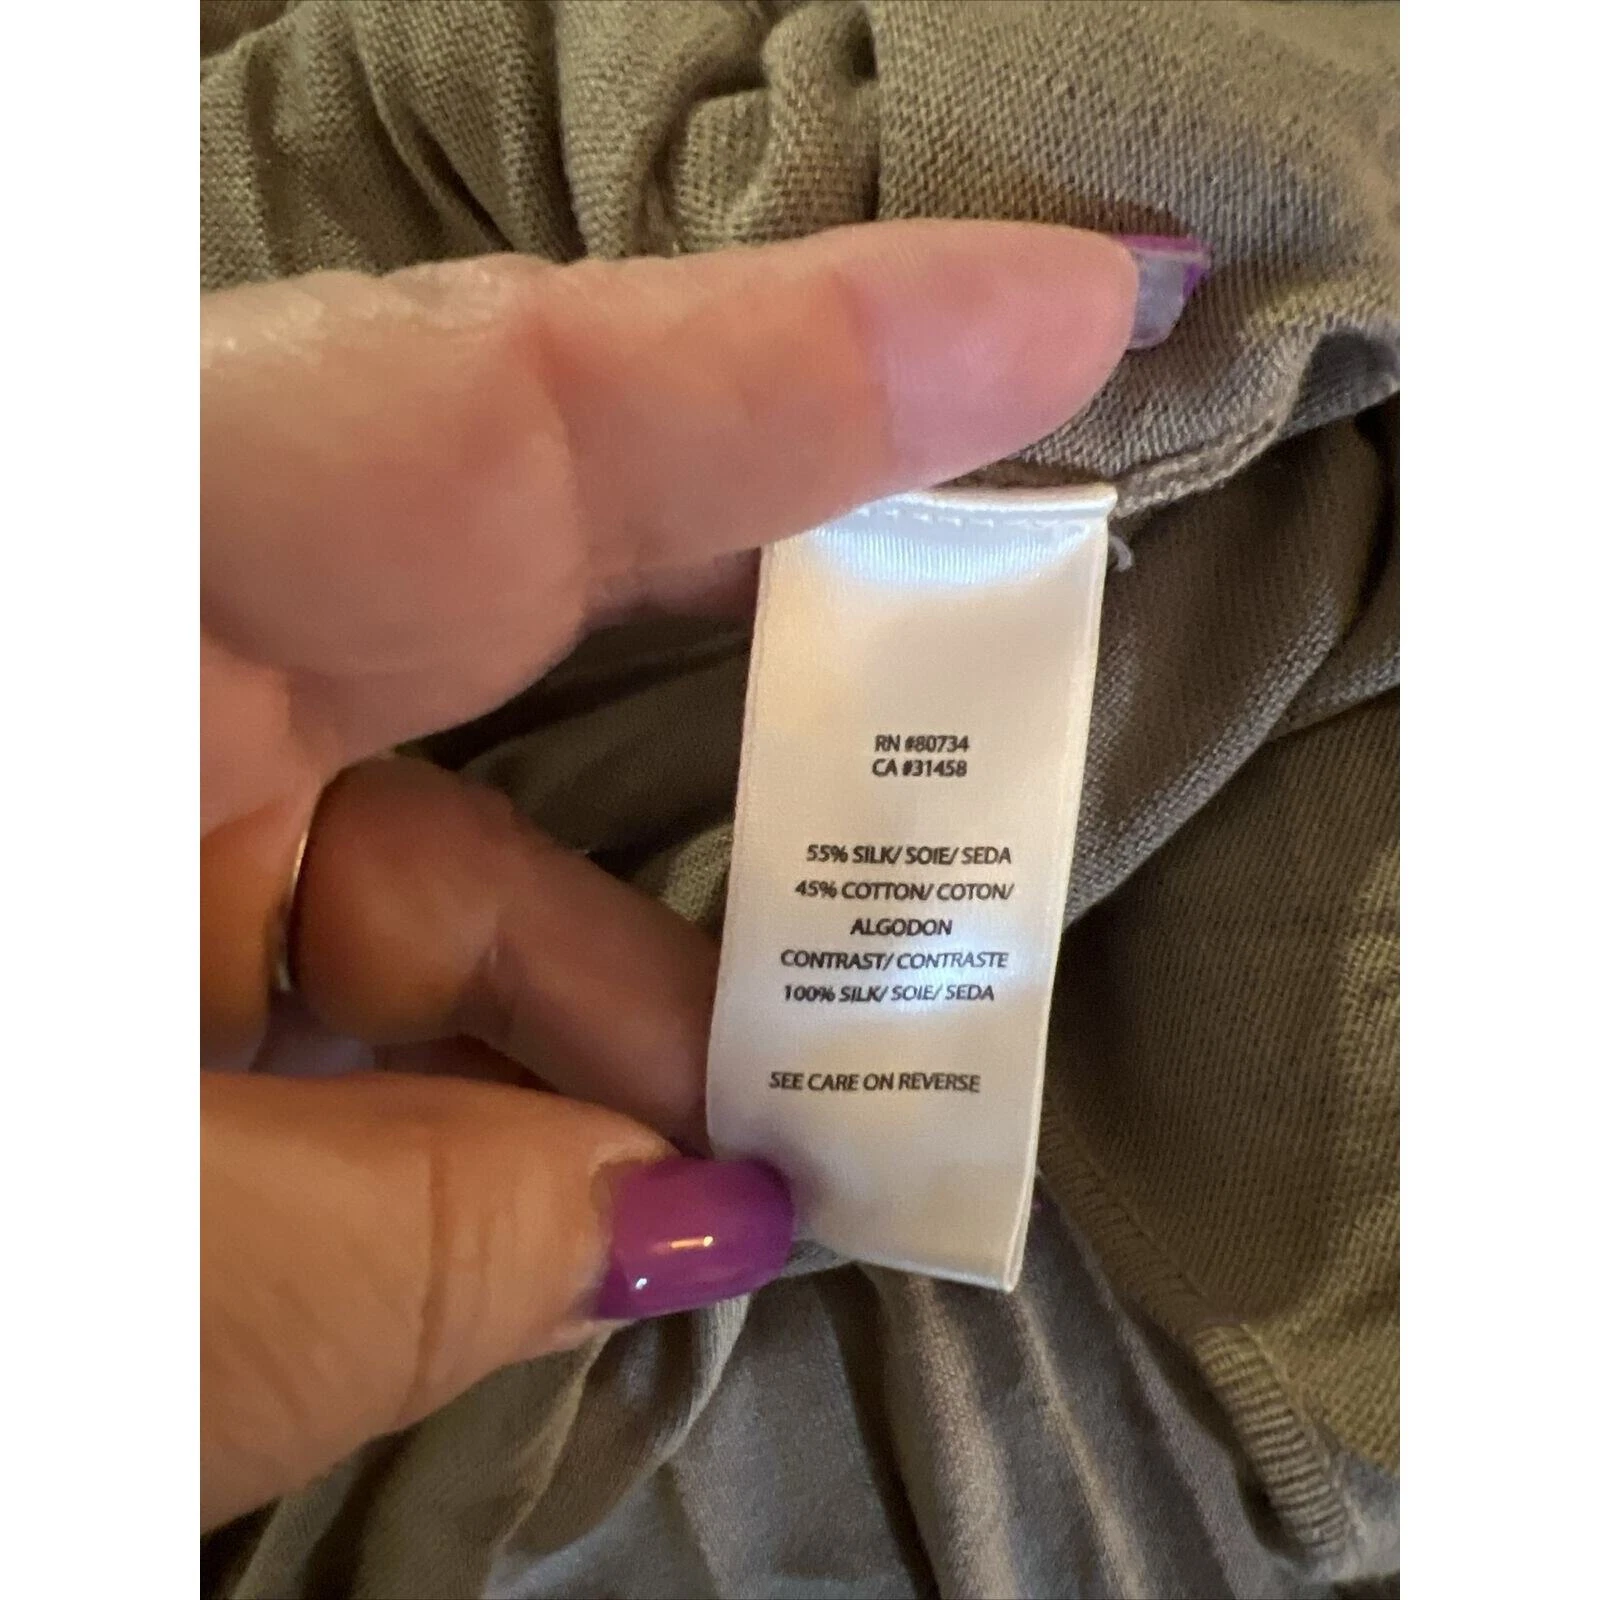 RN #80734
CA #31458
55% SILK/ SOIE/ SEDA
45% COTTON/ COTON/
ALGODON
CONTRAST/ CONTRASTE
100% SILK/ SOIE/ SEDA
SEE CARE ON REVERSE